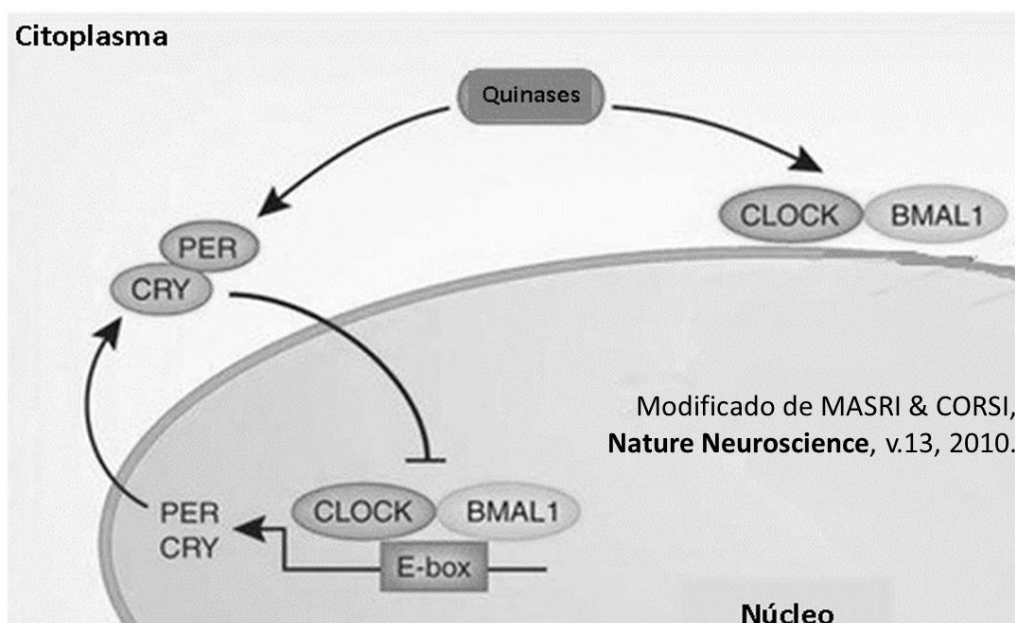 Citoplasma
Quinases
CLOCK BMAL1
PER
CRY
Modificado de MASRI & CORSI,
Nature Neuroscience, v.13, 2010.
PER
CRY
CLOCK BMAL1
E-box
Núcleo